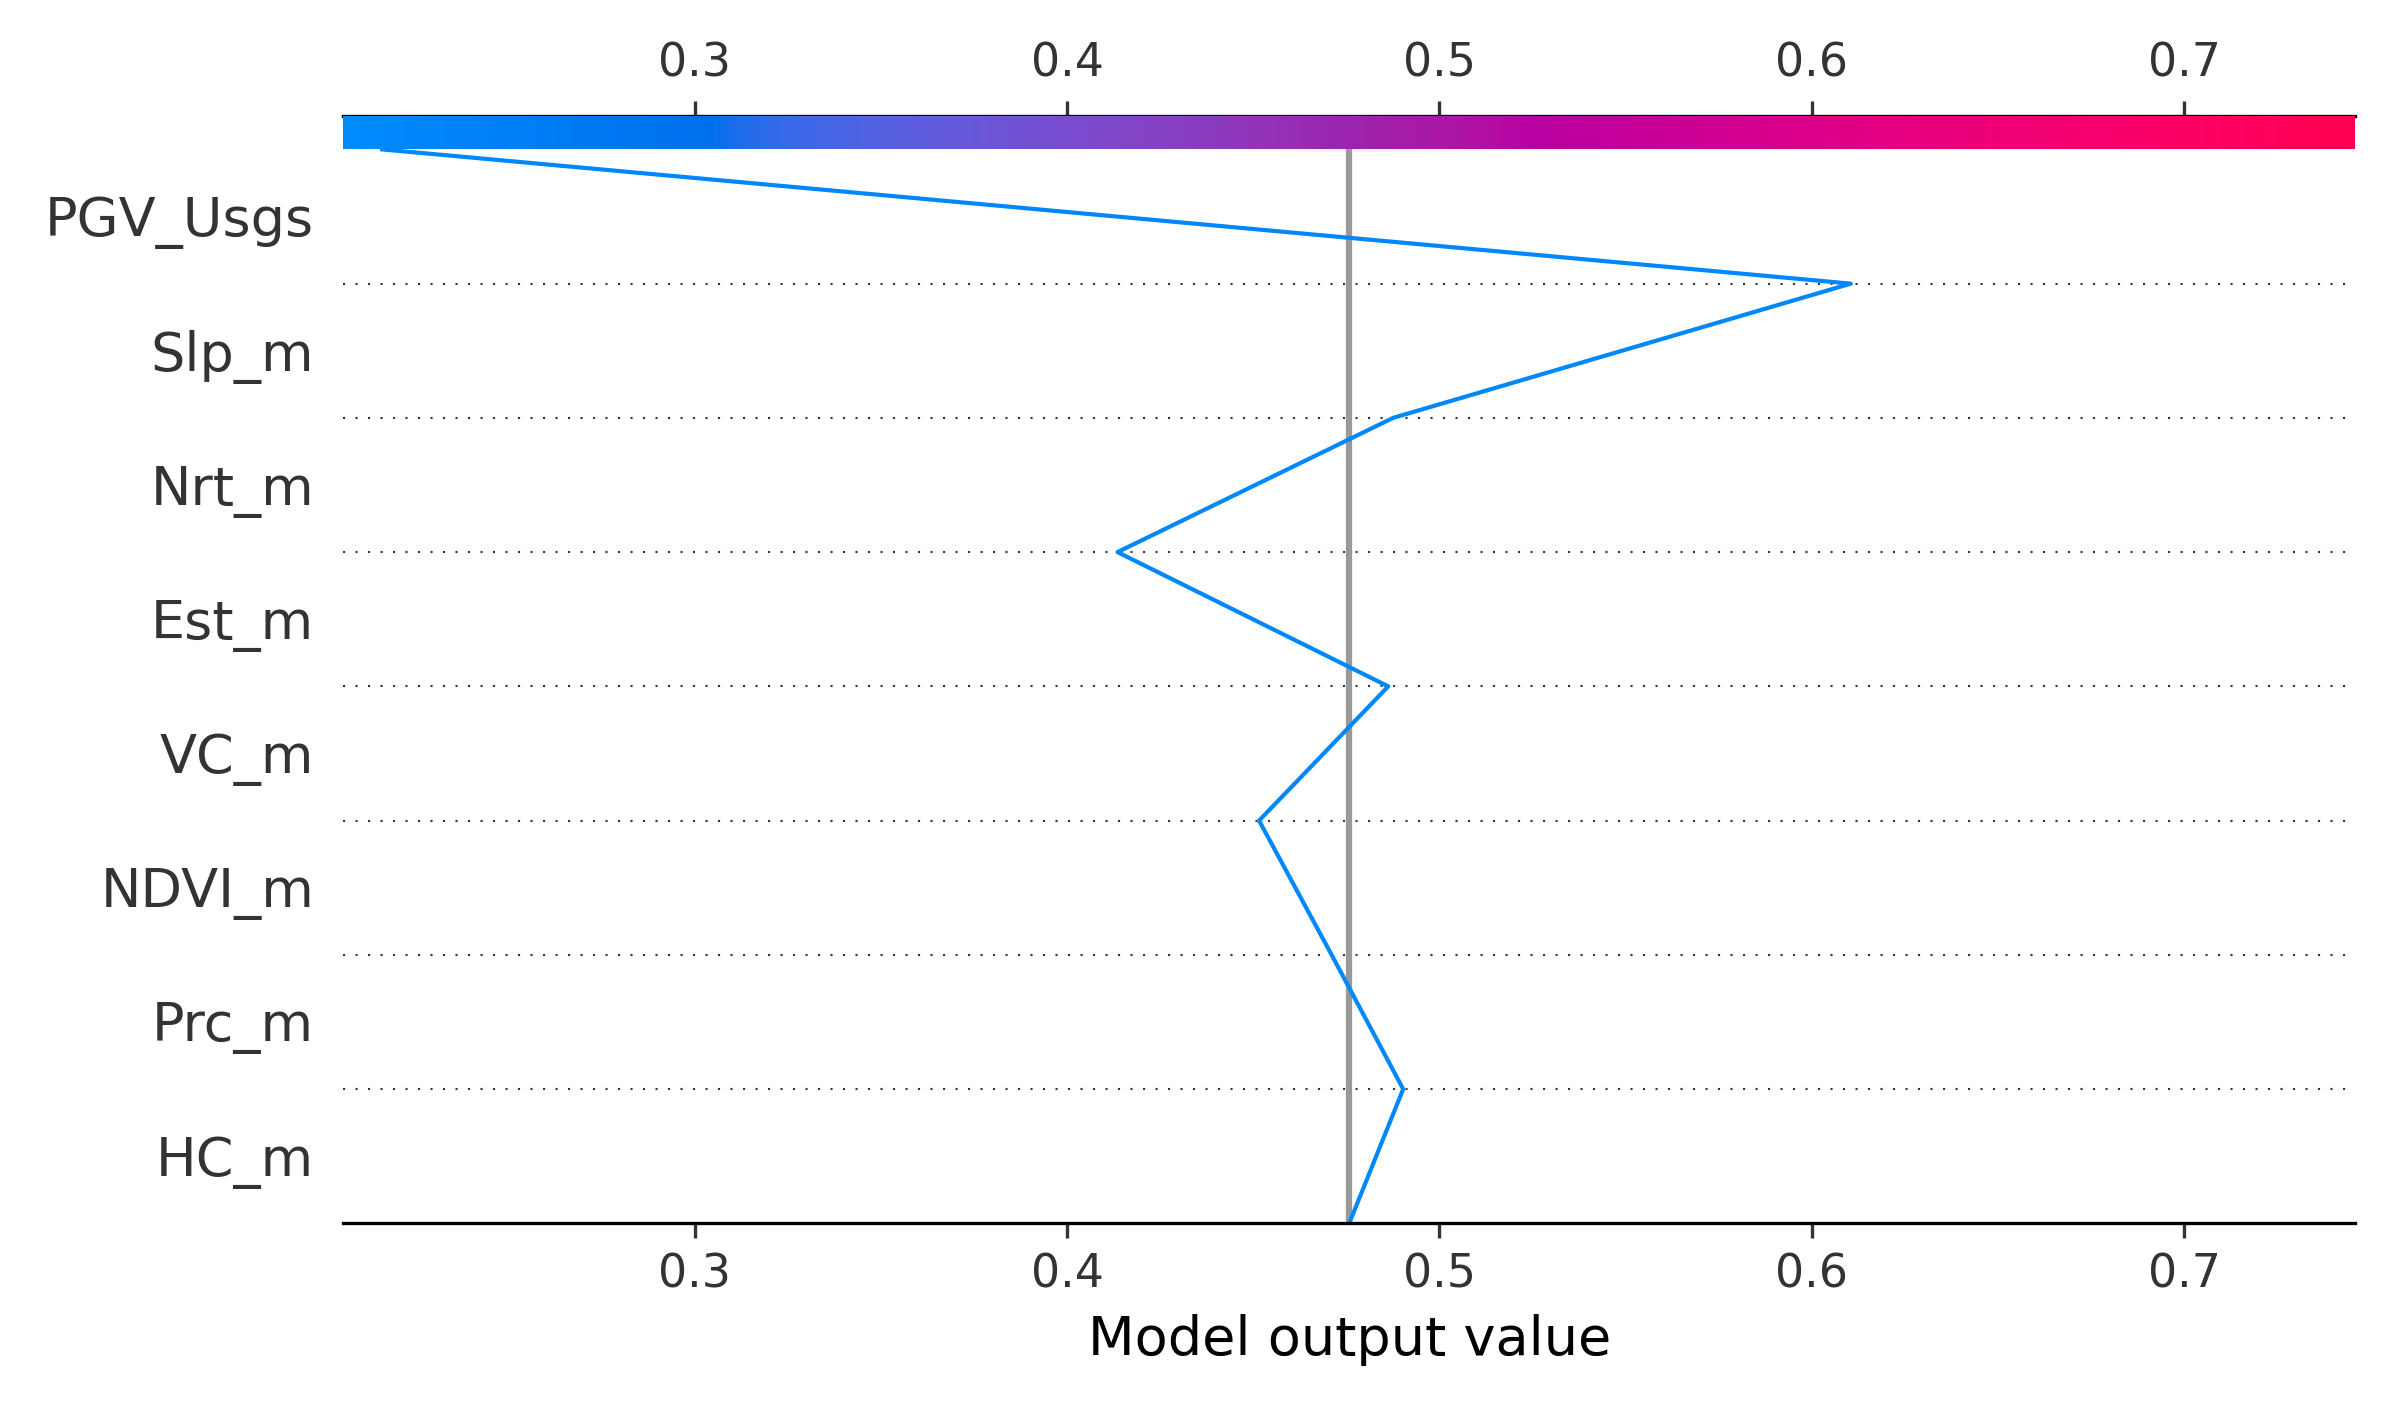 0.3 0.4 0.5 0.6 0.7
PGV_Usgs
Slp_m
Nrt_m
Est_m
VC_m
NDVI_m
Prc_m
HC_m
0.3 0.4 0.5 0.6 0.7
Model output value